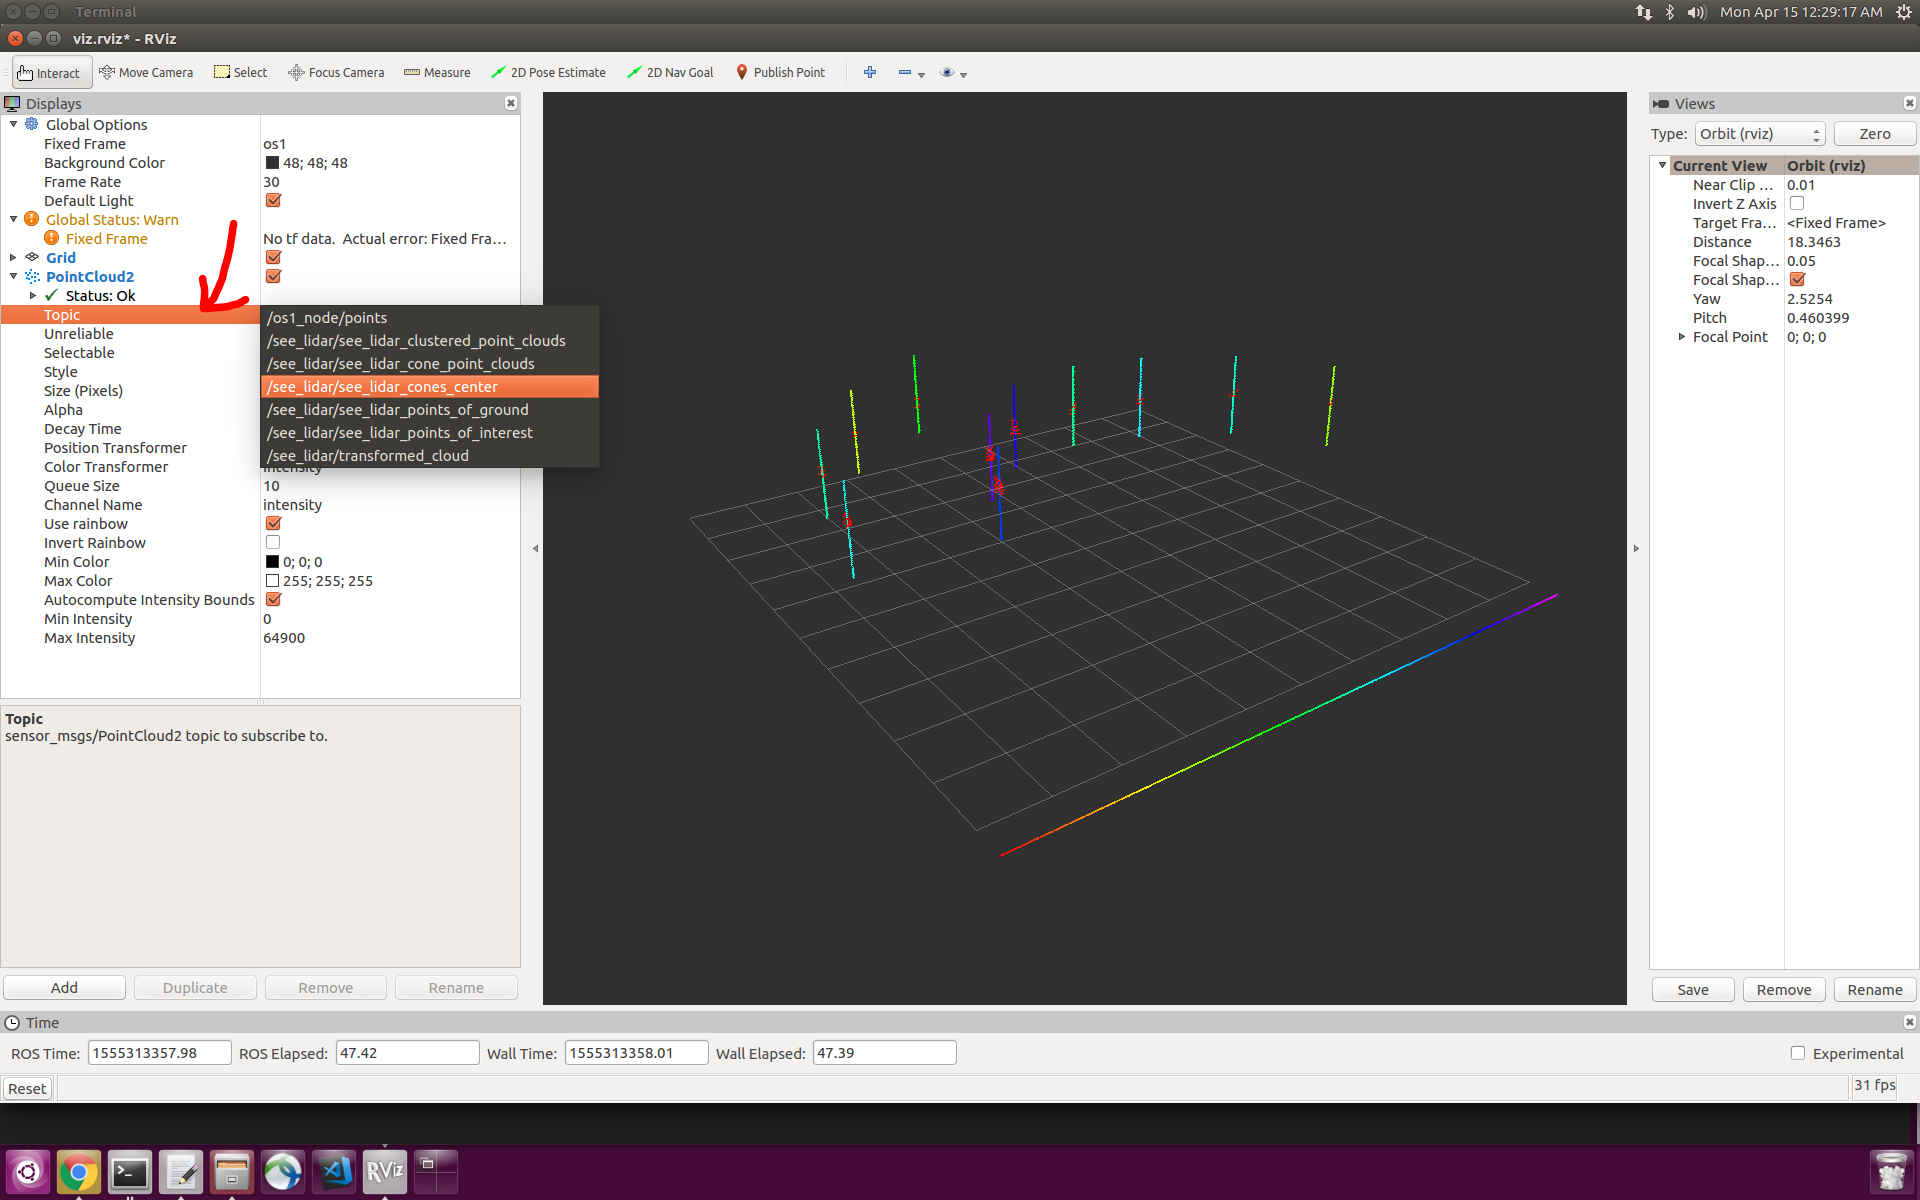 Terminal
Mon Apr 15 12:29:17 AM
viz.rviz* - RViz
Interact Move Camera Select Focus Camera Measure 2D Pose Estimate 2D Nav Goal Publish Point
Displays
Global Options
Fixed Frame os1
Background Color 48; 48; 48
Frame Rate 30
Default Light
Global Status: Warn
Fixed Frame No tf data. Actual error: Fixed Fra...
Grid
PointCloud2
Status: Ok
Topic
Unreliable
Selectable
Style
Size (Pixels)
Alpha
Decay Time
Position Transformer
Color Transformer intensity
Queue Size 10
Channel Name intensity
Use rainbow
Invert Rainbow
Min Color 0; 0; 0
Max Color 255; 255; 255
Autocompute Intensity Bounds
Min Intensity 0
Max Intensity 64900
/os1_node/points
/see_lidar/see_lidar_clustered_point_clouds
/see_lidar/see_lidar_cone_point_clouds
/see_lidar/see_lidar_cones_center
/see_lidar/see_lidar_points_of_ground
/see_lidar/see_lidar_points_of_interest
/see_lidar/transformed_cloud
Topic
sensor_msgs/PointCloud2 topic to subscribe to.
Add Duplicate Remove Rename
Views
Type: Orbit (rviz) Zero
Current View Orbit (rviz)
Near Clip ... 0.01
Invert Z Axis
Target Fra... <Fixed Frame>
Distance 18.3463
Focal Shap... 0.05
Focal Shap...
Yaw 2.5254
Pitch 0.460399
Focal Point 0; 0; 0
Save Remove Rename
Time
ROS Time: 1555313357.98 ROS Elapsed: 47.42 Wall Time: 1555313358.01 Wall Elapsed: 47.39 Experimental
Reset 31 fps
RViz